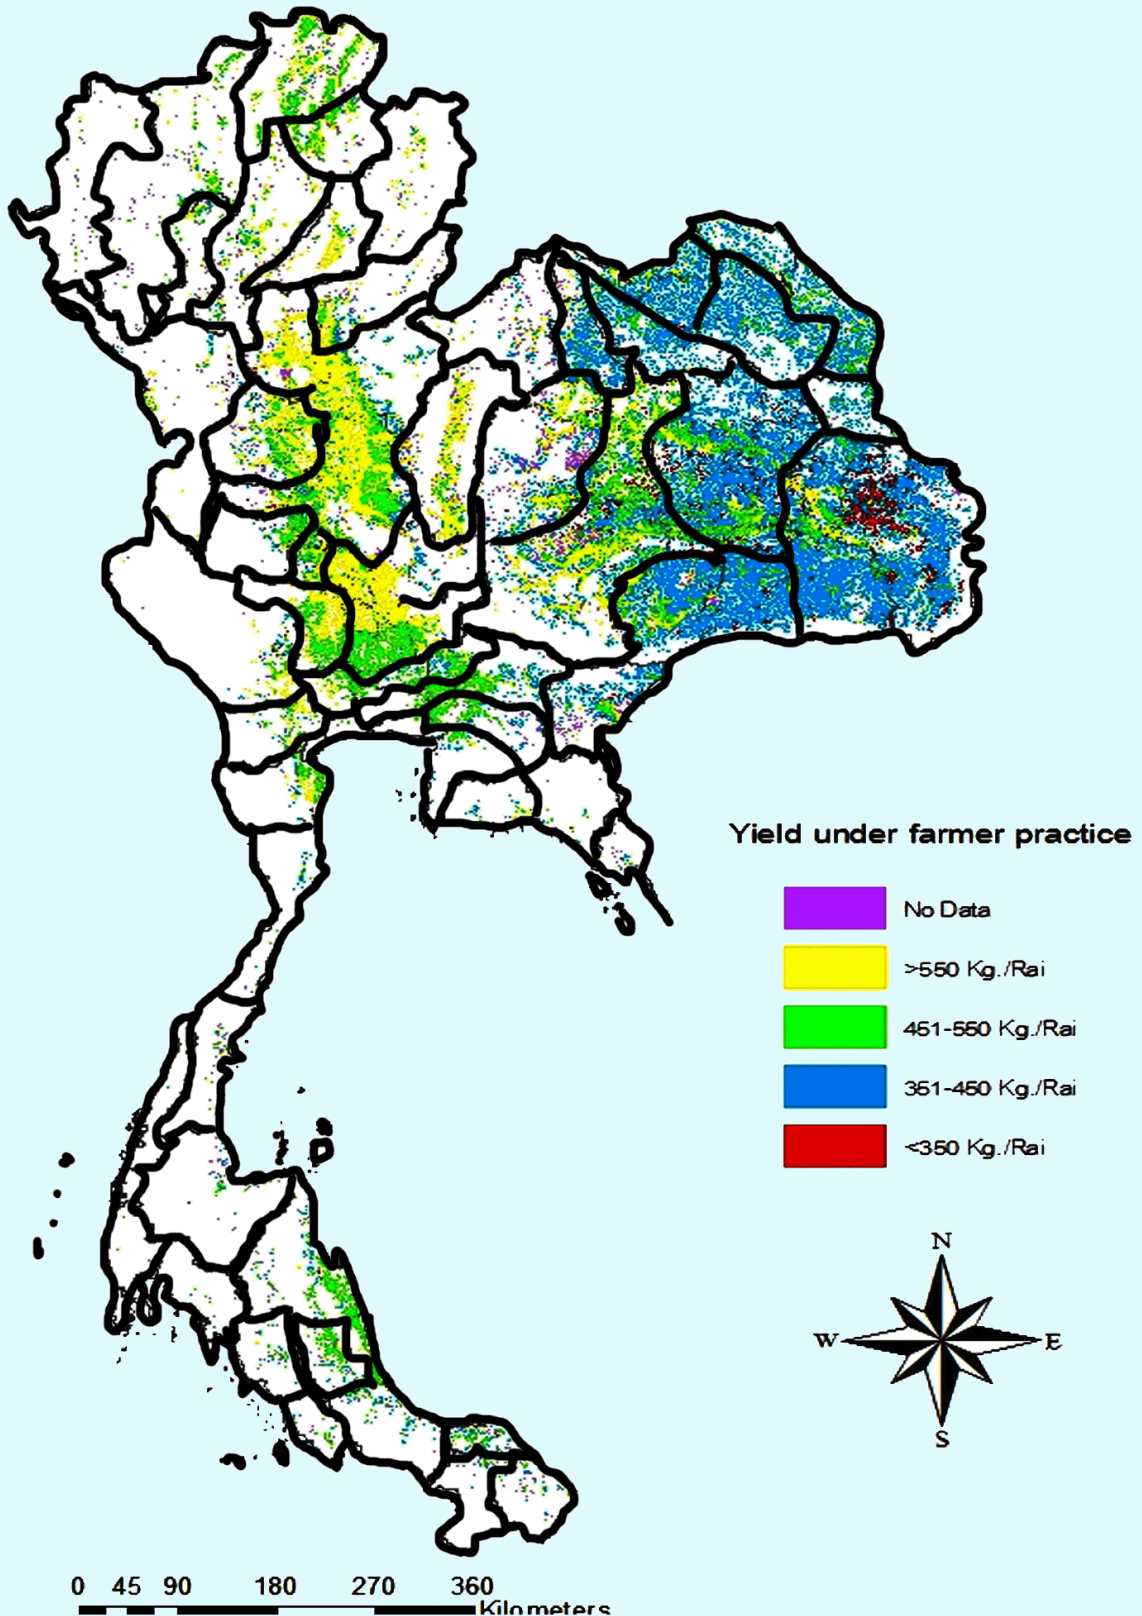 Yield under farmer practice
No Data
>550 Kg./Rai
451-550 Kg./Rai
351-450 Kg./Rai
<350 Kg./Rai
N
W E
S
0 45 90 180 270 360
Kilometers